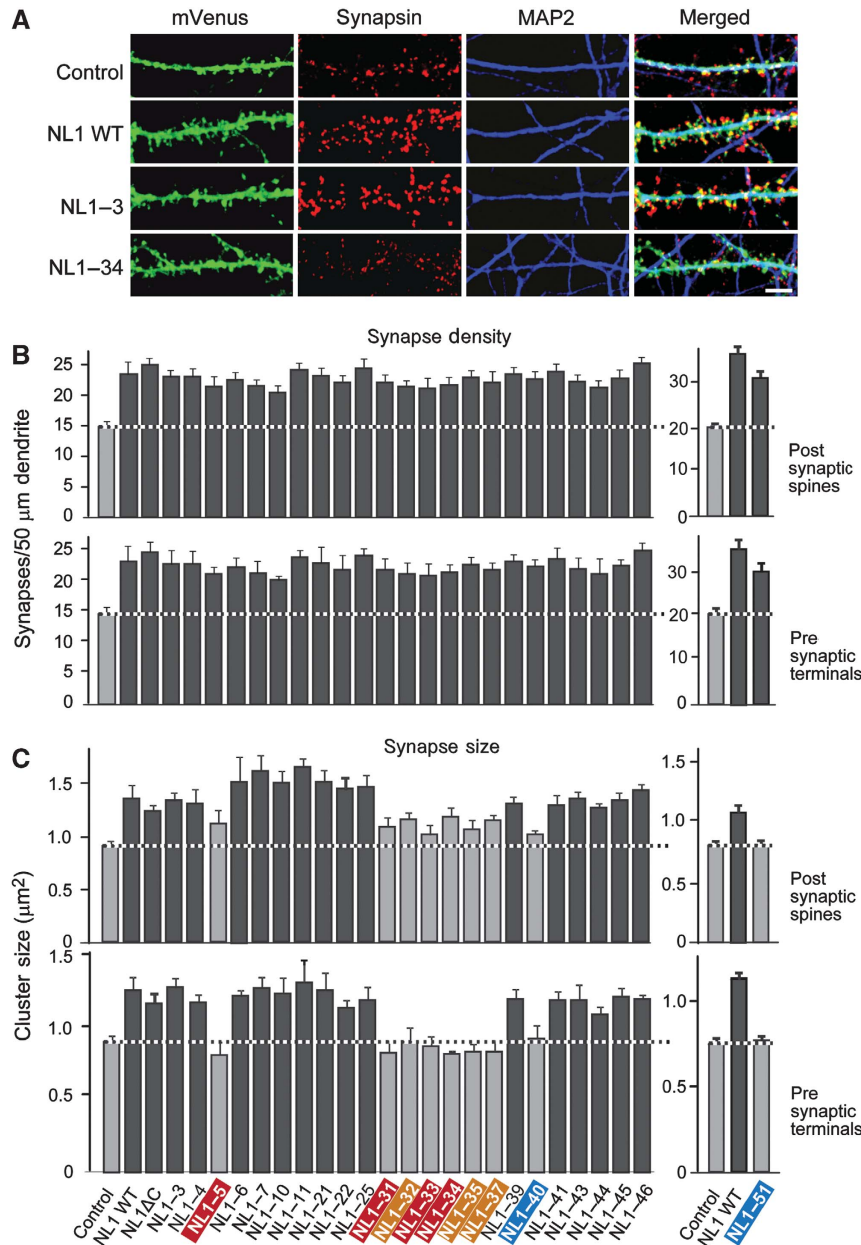 A
mVenus Synapsin MAP2 Merged
Control
NL1 WT
NL1–3
NL1–34
B
Synapse density
Synapses/50 μm dendrite
25
20
15
10
5
0
30
20
10
0
Post
synaptic
spines
25
20
15
10
5
0
30
20
10
0
Pre
synaptic
terminals
C
Synapse size
Cluster size (μm²)
1.5
1.0
0.5
0
1.5
1.0
0.5
0
Post
synaptic
spines
1.5
1.0
0.5
0
1.0
0.5
0
Pre
synaptic
terminals
Control
NL1 WT
NL1ΔC
NL1–3
NL1–4
NL1–5
NL1–6
NL1–7
NL1–10
NL1–11
NL1–21
NL1–22
NL1–25
NL1–31
NL1–32
NL1–33
NL1–34
NL1–35
NL1–37
NL1–39
NL1–40
NL1–41
NL1–43
NL1–44
NL1–45
NL1–46
Control
NL1 WT
NL1–51